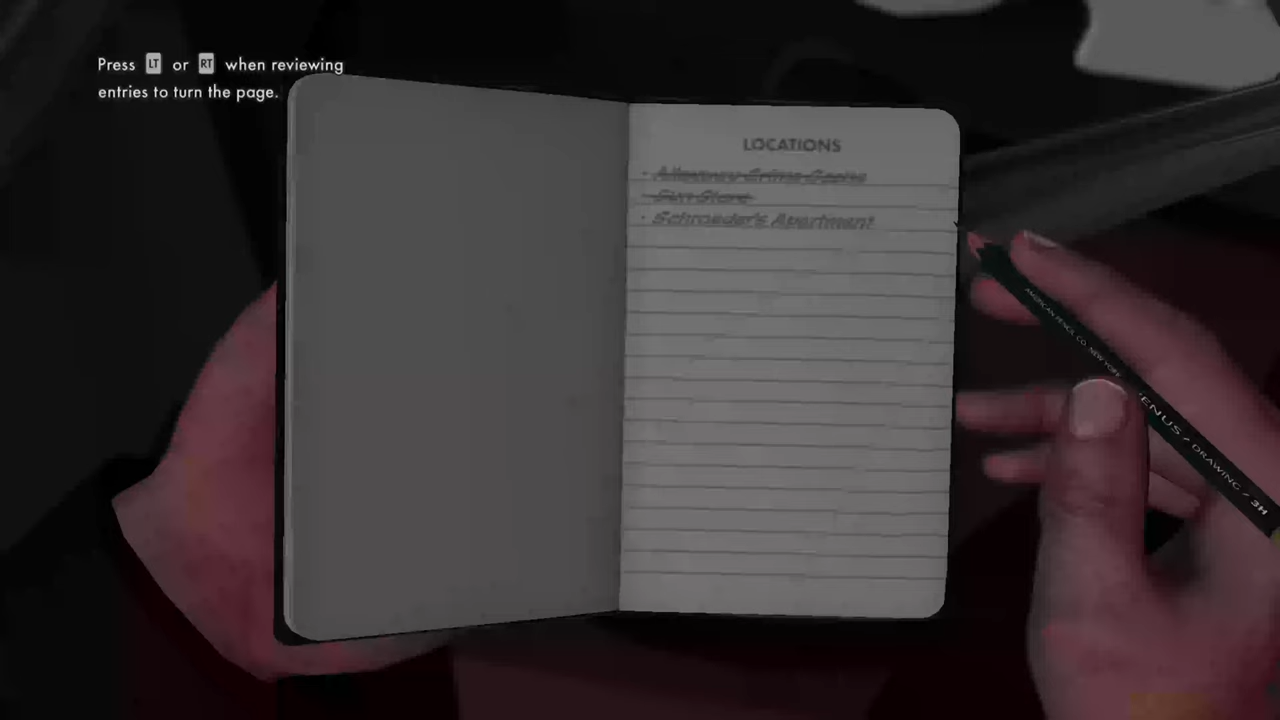 Press LT or RT when reviewing
entries to turn the page.
LOCATIONS
- Alleyway Crime Scene
- Gun Store
- Schroeder's Apartment
AMERICAN PENCIL CO. NEW YORK
VENUS / DRAWING / 3H